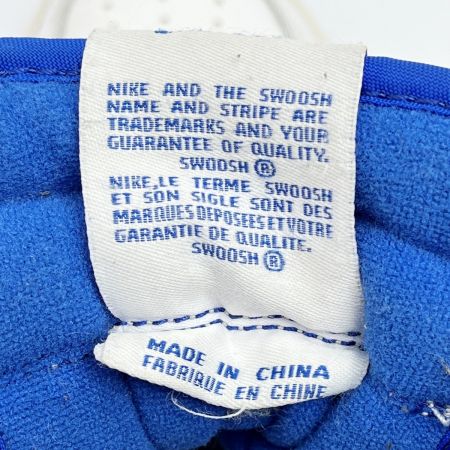 NIKE AND THE SWOOSH
NAME AND STRIPE ARE
TRADEMARKS AND YOUR
GUARANTEE OF QUALITY.
SWOOSH ®
NIKE,LE TERME SWOOSH
ET SON SIGLE SONT DES
MARQUES DEPOSEES ET VOTRE
GARANTIE DE QUALITE.
SWOOSH ®
MADE IN CHINA
FABRIQUE EN CHINE